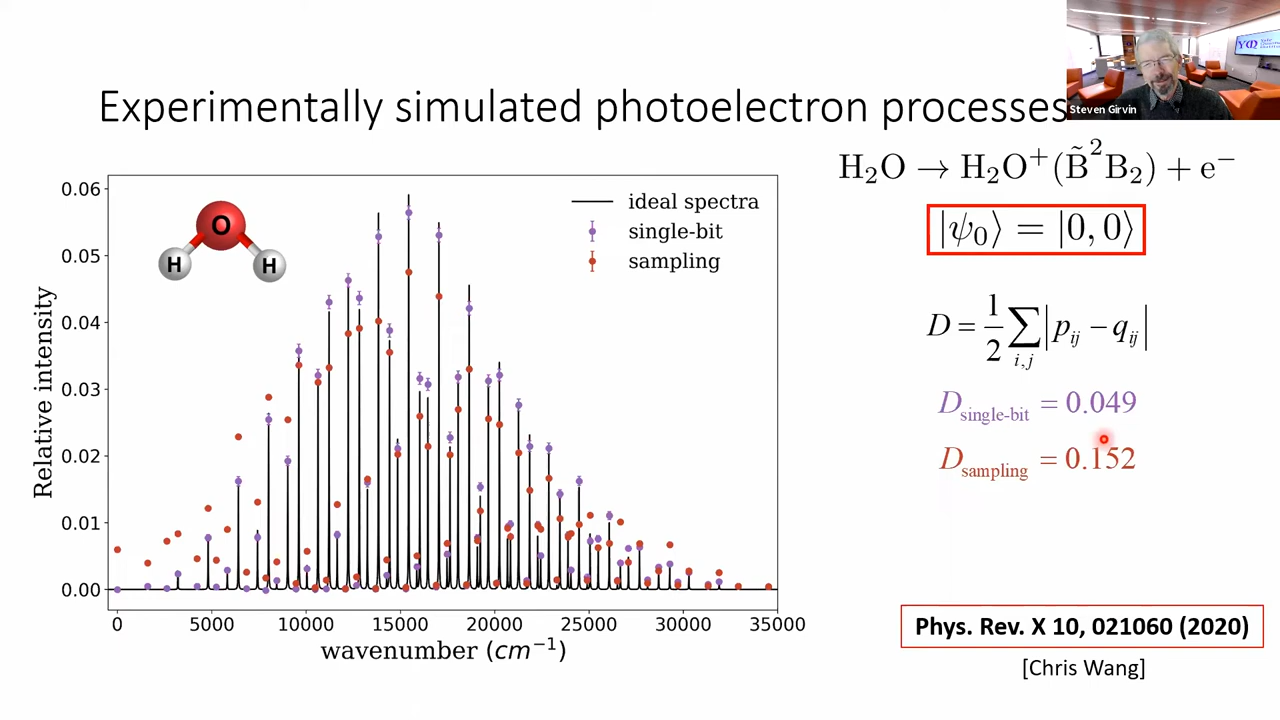 Experimentally simulated photoelectron processes
Steven Girvin
H₂O → H₂O⁺(B̃²B₂) + e⁻
|ψ₀⟩ = |0, 0⟩
D = 1/2 ∑i,j |pij − qij|
Dsingle-bit = 0.049
Dsampling = 0.152
Phys. Rev. X 10, 021060 (2020)
[Chris Wang]
ideal spectra
single-bit
sampling
O
H
H
Relative intensity
0.06
0.05
0.04
0.03
0.02
0.01
0.00
0 5000 10000 15000 20000 25000 30000 35000
wavenumber (cm⁻¹)